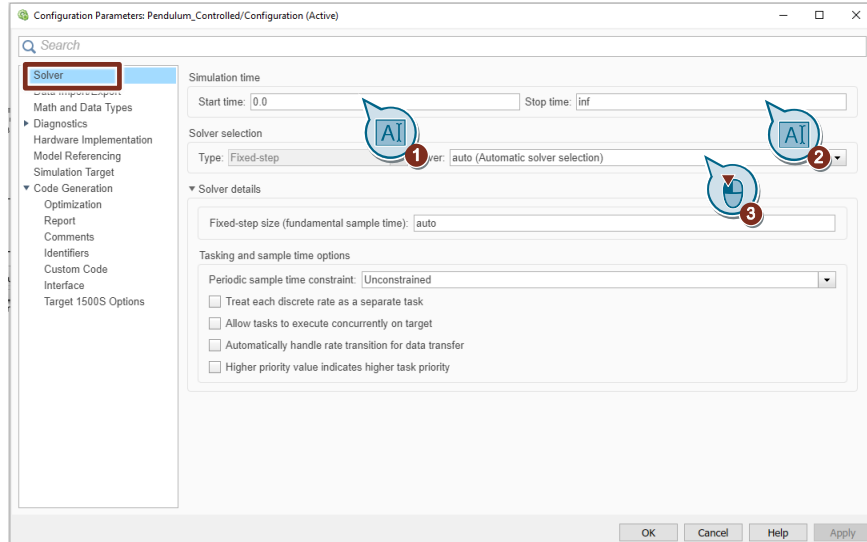 Configuration Parameters: Pendulum_Controlled/Configuration (Active)
Search
Solver
Data Import/Export
Math and Data Types
Diagnostics
Hardware Implementation
Model Referencing
Simulation Target
Code Generation
Optimization
Report
Comments
Identifiers
Custom Code
Interface
Target 1500S Options
Simulation time
Start time: 0.0 Stop time: inf
AI AI
1 2
Solver selection
Type: Fixed-step ver: auto (Automatic solver selection)
3
Solver details
Fixed-step size (fundamental sample time): auto
Tasking and sample time options
Periodic sample time constraint: Unconstrained
Treat each discrete rate as a separate task
Allow tasks to execute concurrently on target
Automatically handle rate transition for data transfer
Higher priority value indicates higher task priority
OK Cancel Help Apply